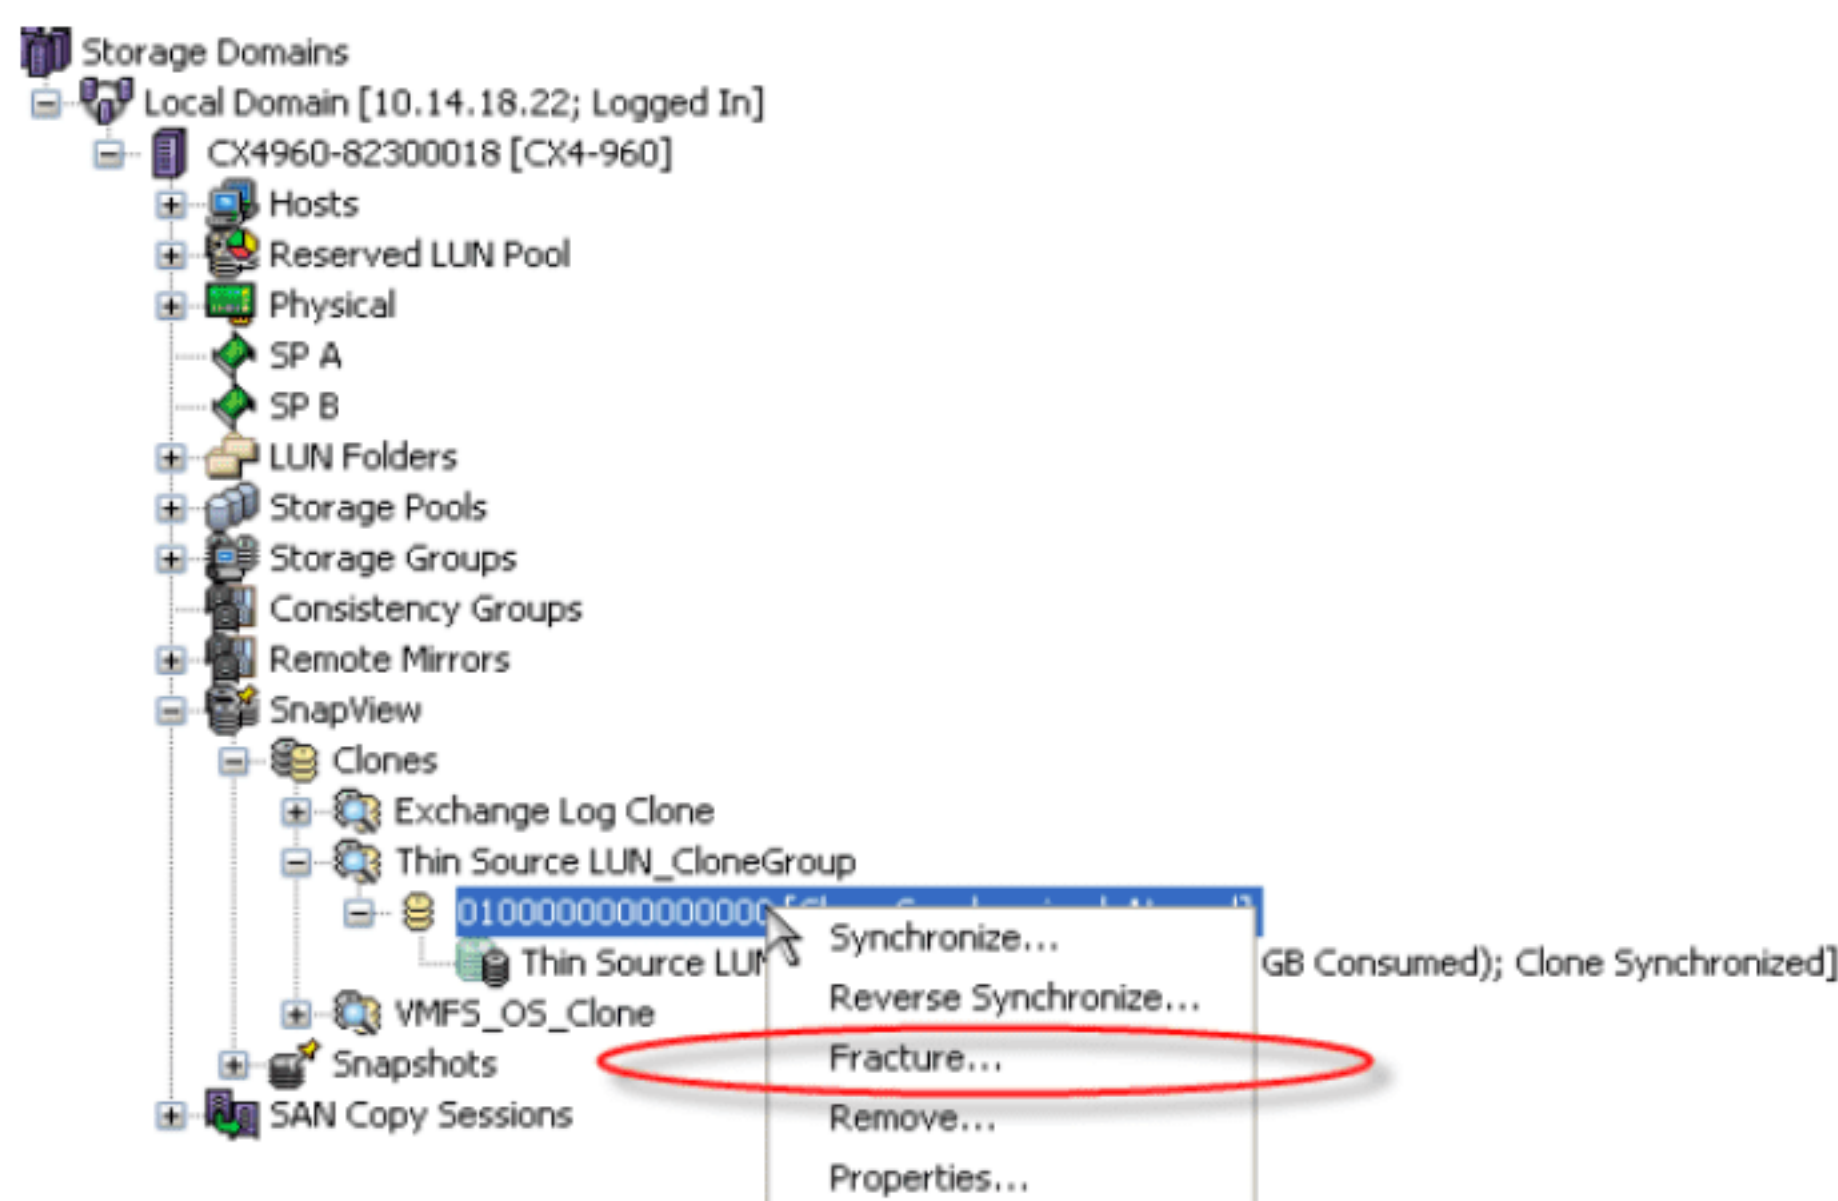 Storage Domains
Local Domain [10.14.18.22; Logged In]
CX4960-82300018 [CX4-960]
Hosts
Reserved LUN Pool
Physical
SP A
SP B
LUN Folders
Storage Pools
Storage Groups
Consistency Groups
Remote Mirrors
SnapView
Clones
Exchange Log Clone
Thin Source LUN_CloneGroup
0100000000000000
Synchronize...
Thin Source GB Consumed); Clone Synchronized]
Reverse Synchronize...
VMFS_OS_Clone
Fracture...
Snapshots
SAN Copy Sessions
Remove...
Properties...